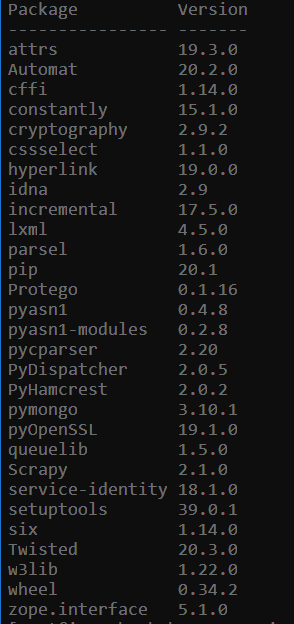 Package Version
---------------- -------
attrs 19.3.0
Automat 20.2.0
cffi 1.14.0
constantly 15.1.0
cryptography 2.9.2
cssselect 1.1.0
hyperlink 19.0.0
idna 2.9
incremental 17.5.0
lxml 4.5.0
parsel 1.6.0
pip 20.1
Protego 0.1.16
pyasn1 0.4.8
pyasn1-modules 0.2.8
pycparser 2.20
PyDispatcher 2.0.5
PyHamcrest 2.0.2
pymongo 3.10.1
pyOpenSSL 19.1.0
queuelib 1.5.0
Scrapy 2.1.0
service-identity 18.1.0
setuptools 39.0.1
six 1.14.0
Twisted 20.3.0
w3lib 1.22.0
wheel 0.34.2
zope.interface 5.1.0